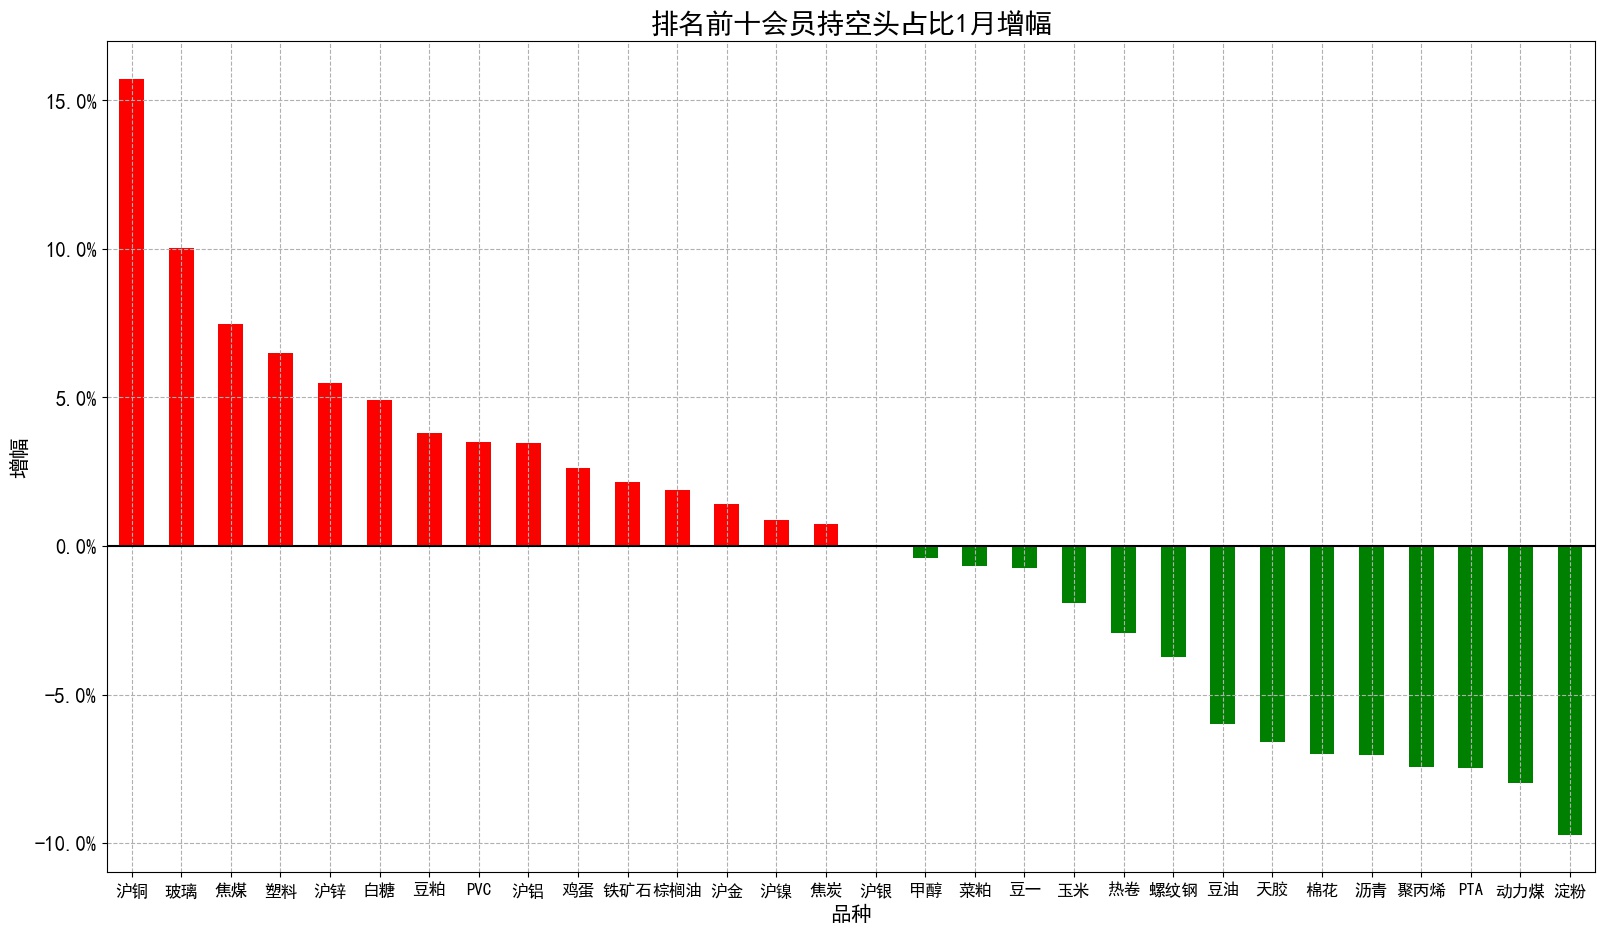 排名前十会员持空头占比1月增幅
15.0%
10.0%
5.0%
0.0%
-5.0%
-10.0%
增幅
沪铜 玻璃 焦煤 塑料 沪锌 白糖 豆粕 PVC 沪铝 鸡蛋 铁矿石 棕榈油 沪金 沪镍 焦炭 沪银 甲醇 菜粕 豆一 玉米 热卷 螺纹钢 豆油 天胶 棉花 沥青 聚丙烯 PTA 动力煤 淀粉
品种